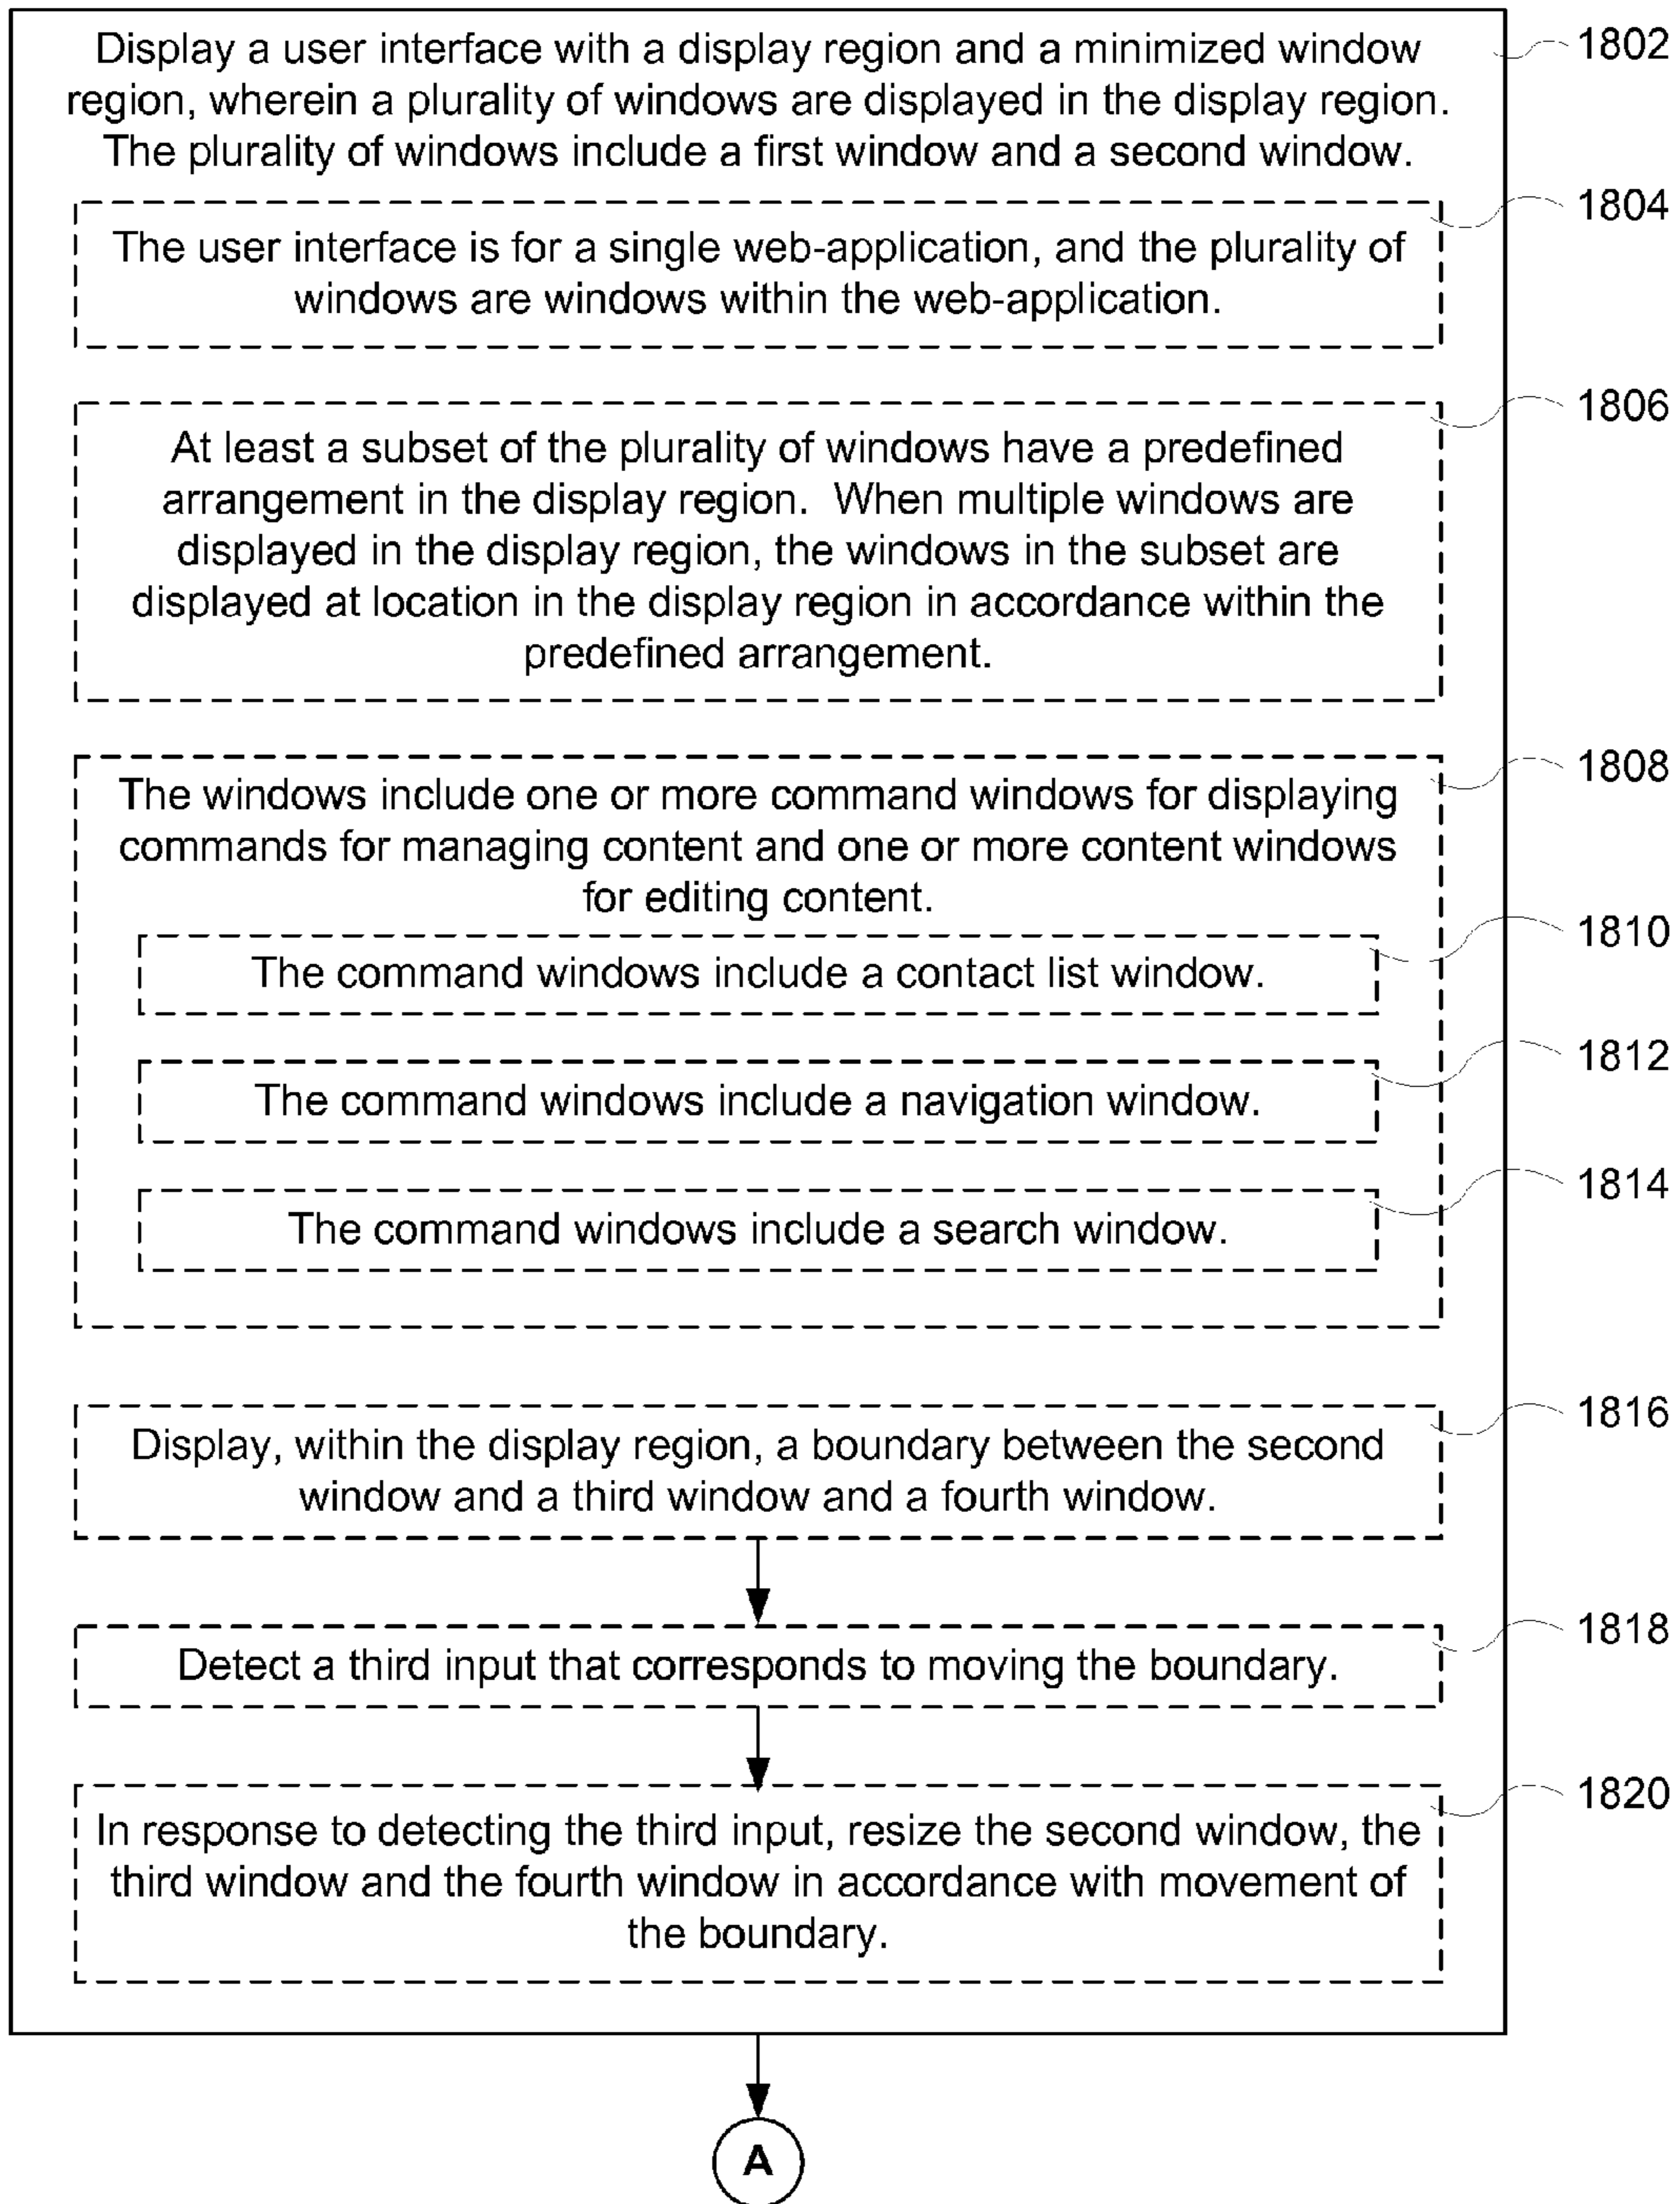 Display a user interface with a display region and a minimized window
region, wherein a plurality of windows are displayed in the display region.
The plurality of windows include a first window and a second window.
1802
The user interface is for a single web-application, and the plurality of
windows are windows within the web-application.
1804
At least a subset of the plurality of windows have a predefined
arrangement in the display region. When multiple windows are
displayed in the display region, the windows in the subset are
displayed at location in the display region in accordance within the
predefined arrangement.
1806
The windows include one or more command windows for displaying
commands for managing content and one or more content windows
for editing content.
1808
The command windows include a contact list window.
1810
The command windows include a navigation window.
1812
The command windows include a search window.
1814
Display, within the display region, a boundary between the second
window and a third window and a fourth window.
1816
Detect a third input that corresponds to moving the boundary.
1818
In response to detecting the third input, resize the second window, the
third window and the fourth window in accordance with movement of
the boundary.
1820
A